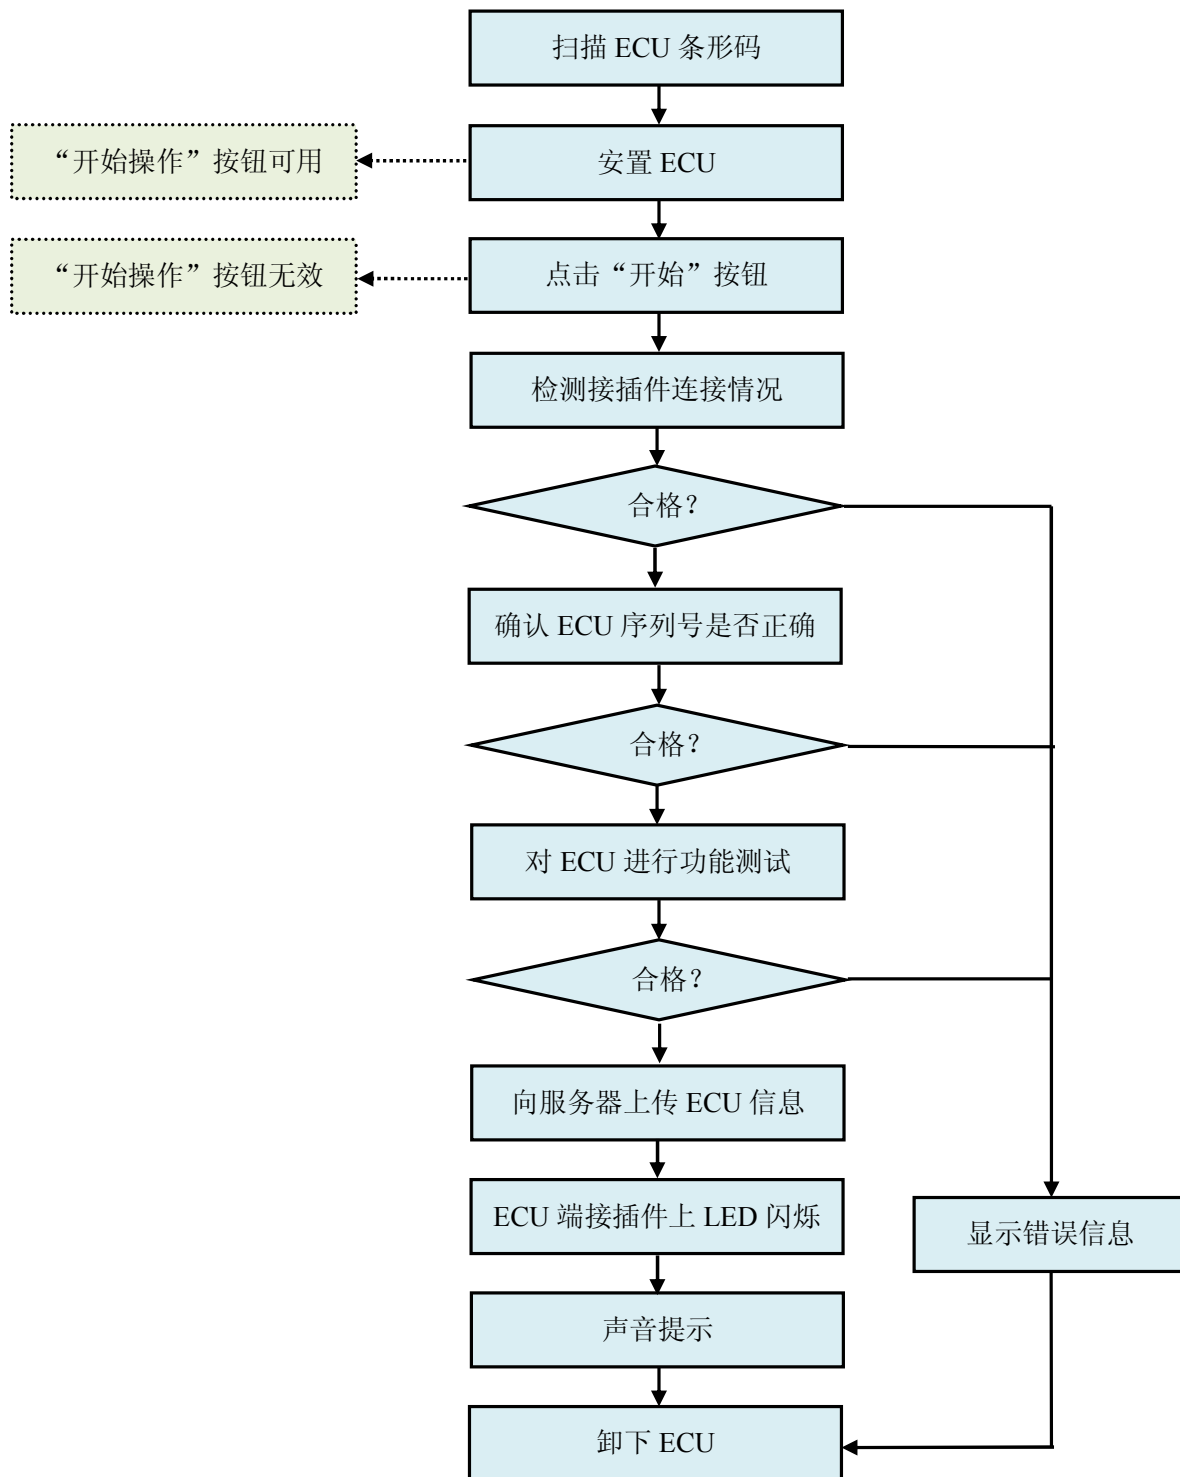 扫描 ECU 条形码
“开始操作”按钮可用
安置 ECU
“开始操作”按钮无效
点击“开始”按钮
检测接插件连接情况
合格？
确认 ECU 序列号是否正确
合格？
对 ECU 进行功能测试
合格？
向服务器上传 ECU 信息
ECU 端接插件上 LED 闪烁
显示错误信息
声音提示
卸下 ECU